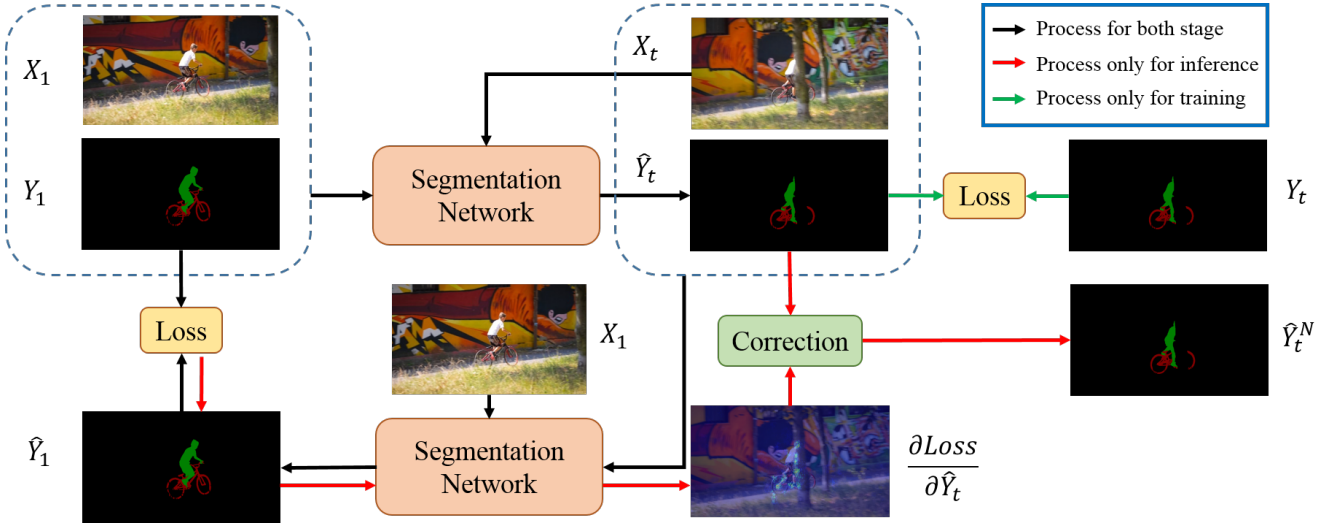 X₁
Y₁
Loss
Ŷ₁
Segmentation
Network
X₁
Segmentation
Network
Xₜ
Ŷₜ
Correction
∂Loss
∂Ŷₜ
Process for both stage
Process only for inference
Process only for training
Loss
Yₜ
Ŷₜᴺ